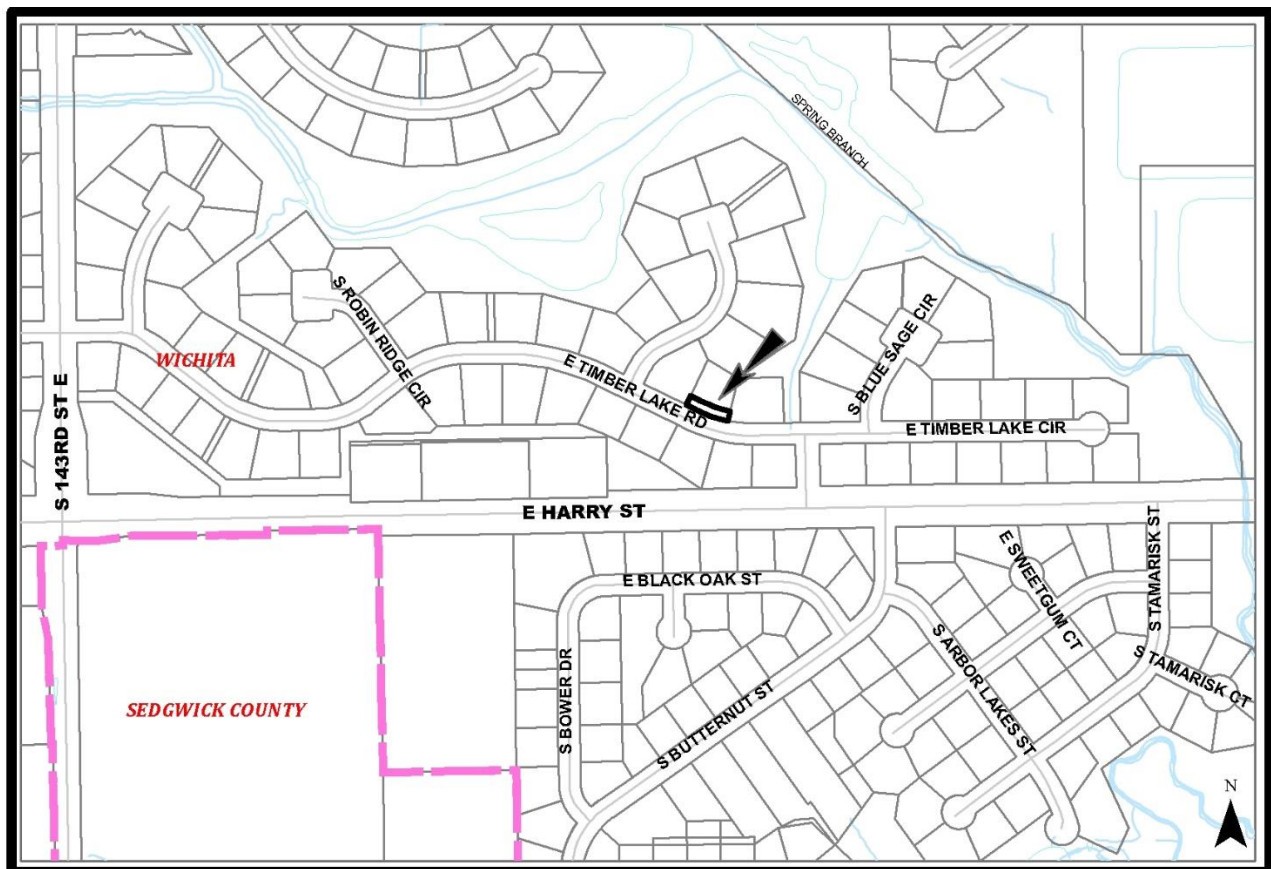 SPRING BRANCH
S ROBIN RIDGE CIR
S BLUE SAGE CIR
WICHITA
E TIMBER LAKE RD
E TIMBER LAKE CIR
S 143RD ST E
E HARRY ST
E BLACK OAK ST
E SWEETGUM CT
S TAMARISK ST
S BOWER DR
S BUTTERNUT ST
S ARBOR LAKES ST
S TAMARISK CT
SEDGWICK COUNTY
N